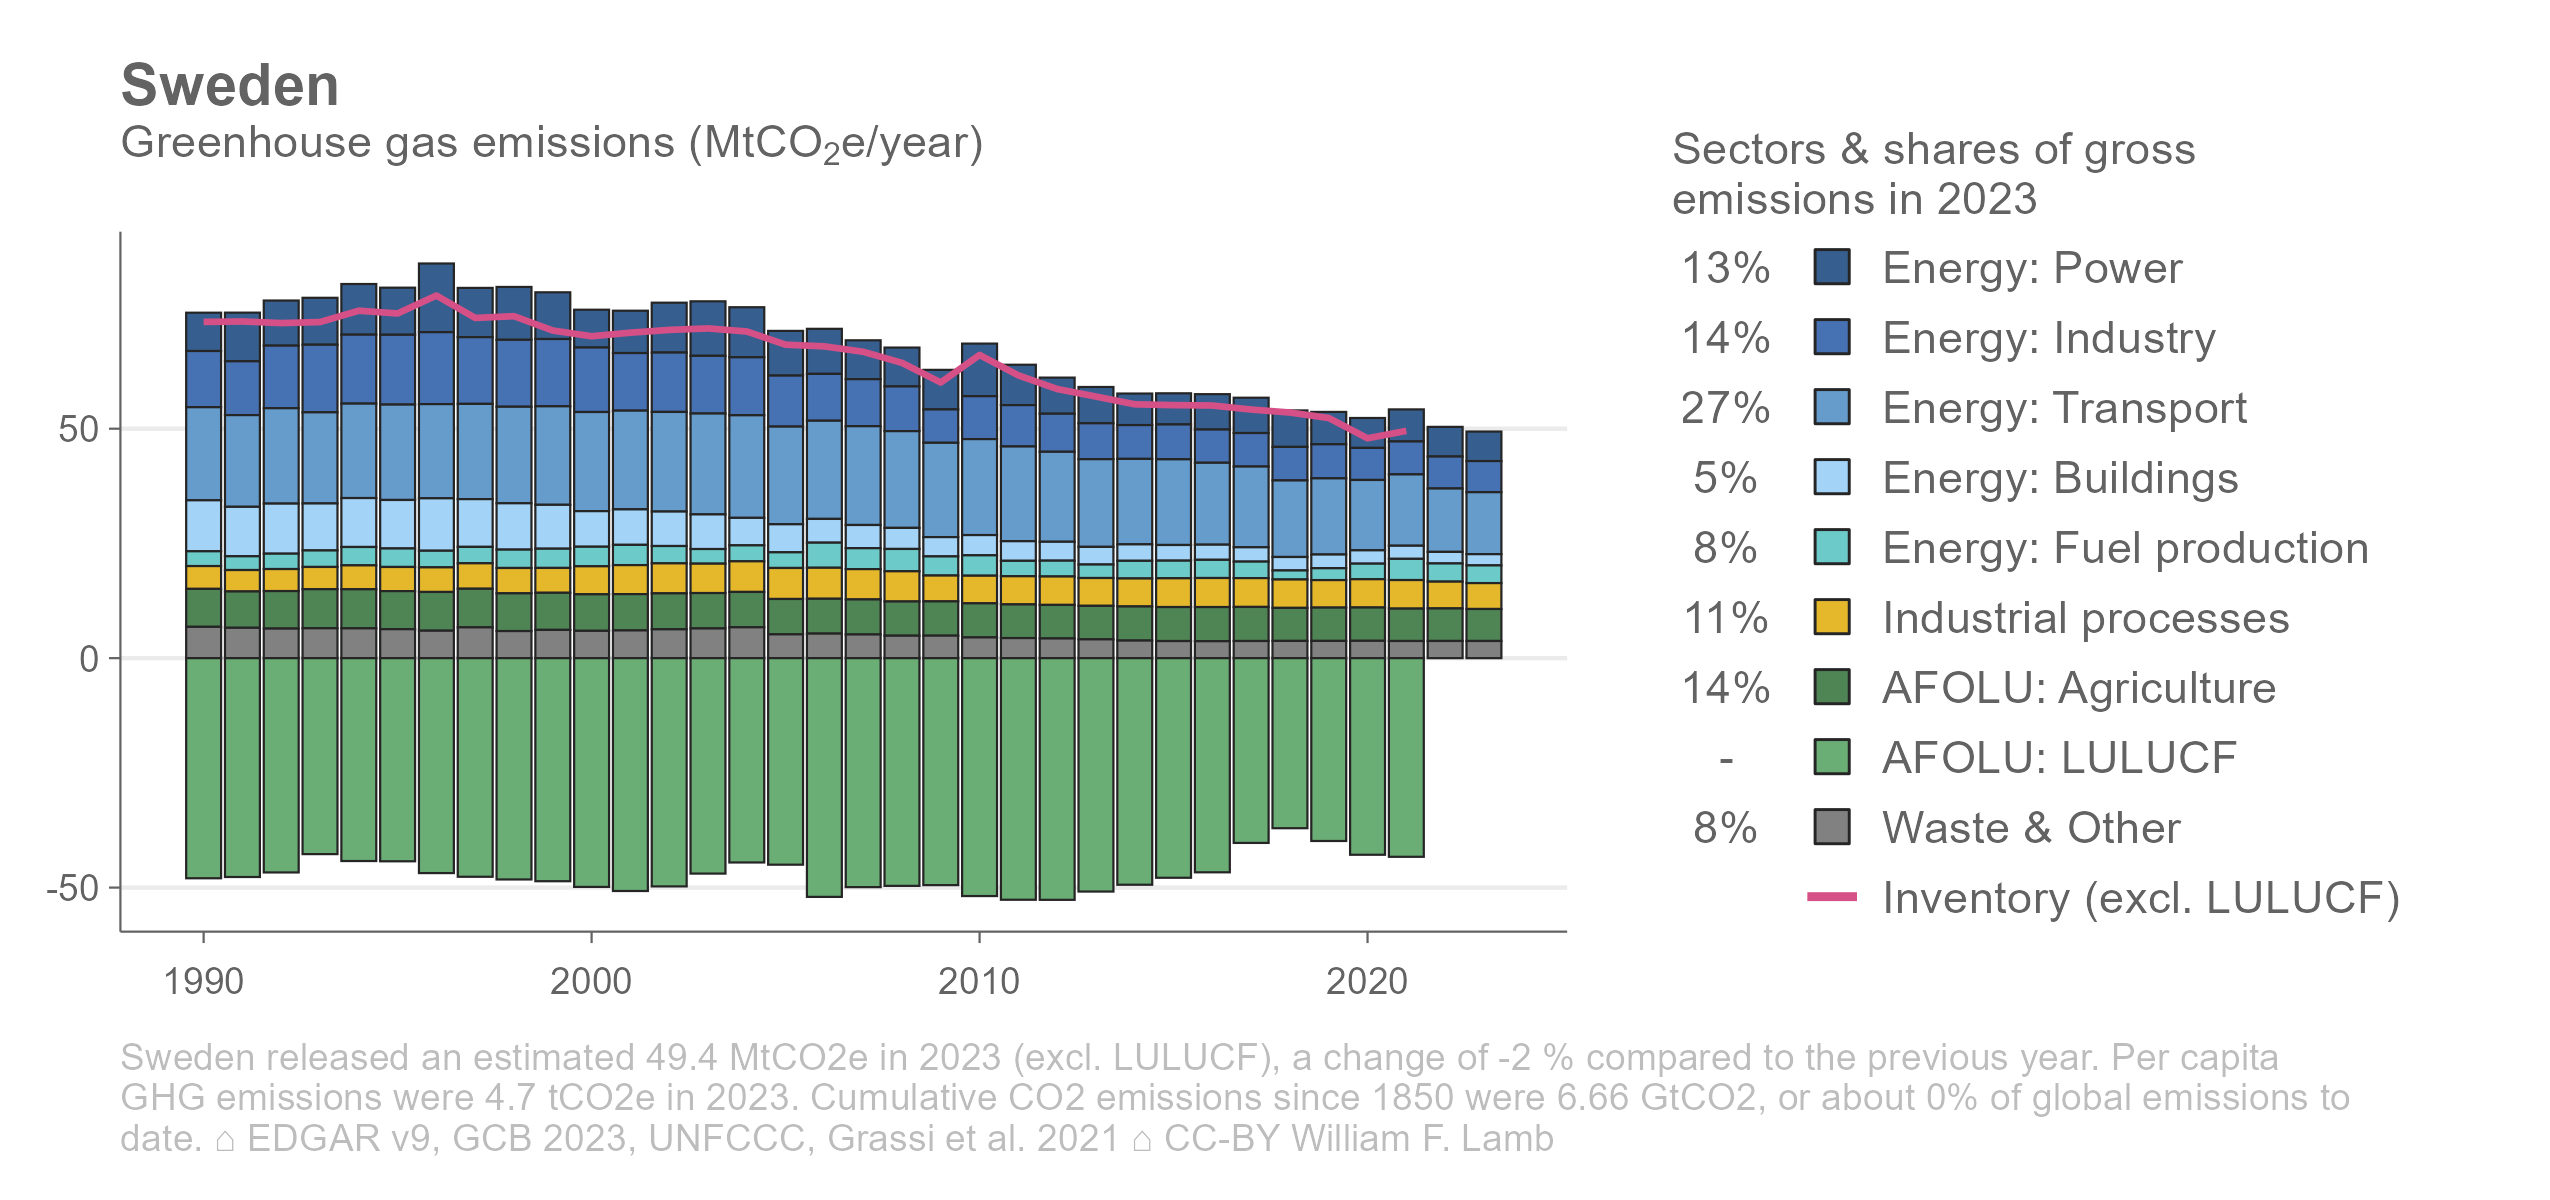 Sweden
Greenhouse gas emissions (MtCO₂e/year)
Sectors & shares of gross
emissions in 2023
13% Energy: Power
14% Energy: Industry
27% Energy: Transport
5% Energy: Buildings
8% Energy: Fuel production
11% Industrial processes
14% AFOLU: Agriculture
- AFOLU: LULUCF
8% Waste & Other
Inventory (excl. LULUCF)
50
0
-50
1990 2000 2010 2020
Sweden released an estimated 49.4 MtCO2e in 2023 (excl. LULUCF), a change of -2 % compared to the previous year. Per capita
GHG emissions were 4.7 tCO2e in 2023. Cumulative CO2 emissions since 1850 were 6.66 GtCO2, or about 0% of global emissions to
date. ⌂ EDGAR v9, GCB 2023, UNFCCC, Grassi et al. 2021 ⌂ CC-BY William F. Lamb